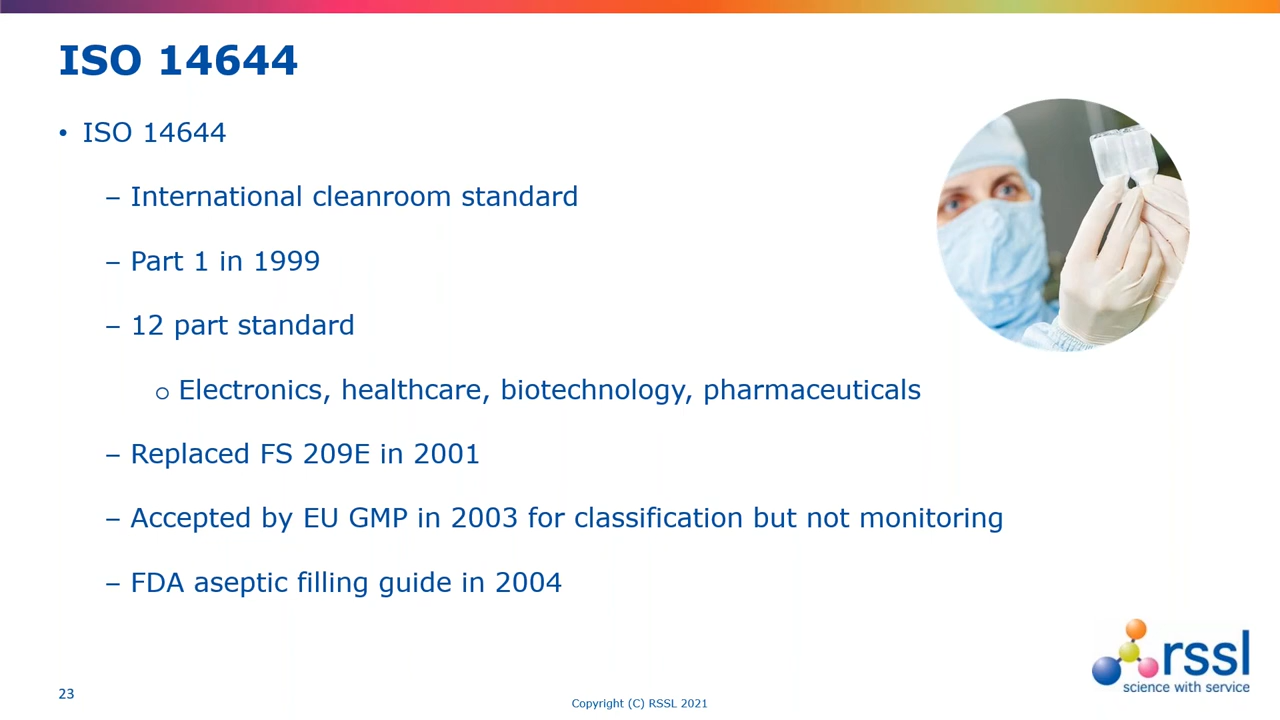 ISO 14644
• ISO 14644
– International cleanroom standard
– Part 1 in 1999
– 12 part standard
o Electronics, healthcare, biotechnology, pharmaceuticals
– Replaced FS 209E in 2001
– Accepted by EU GMP in 2003 for classification but not monitoring
– FDA aseptic filling guide in 2004
rssl
science with service
23
Copyright (C) RSSL 2021